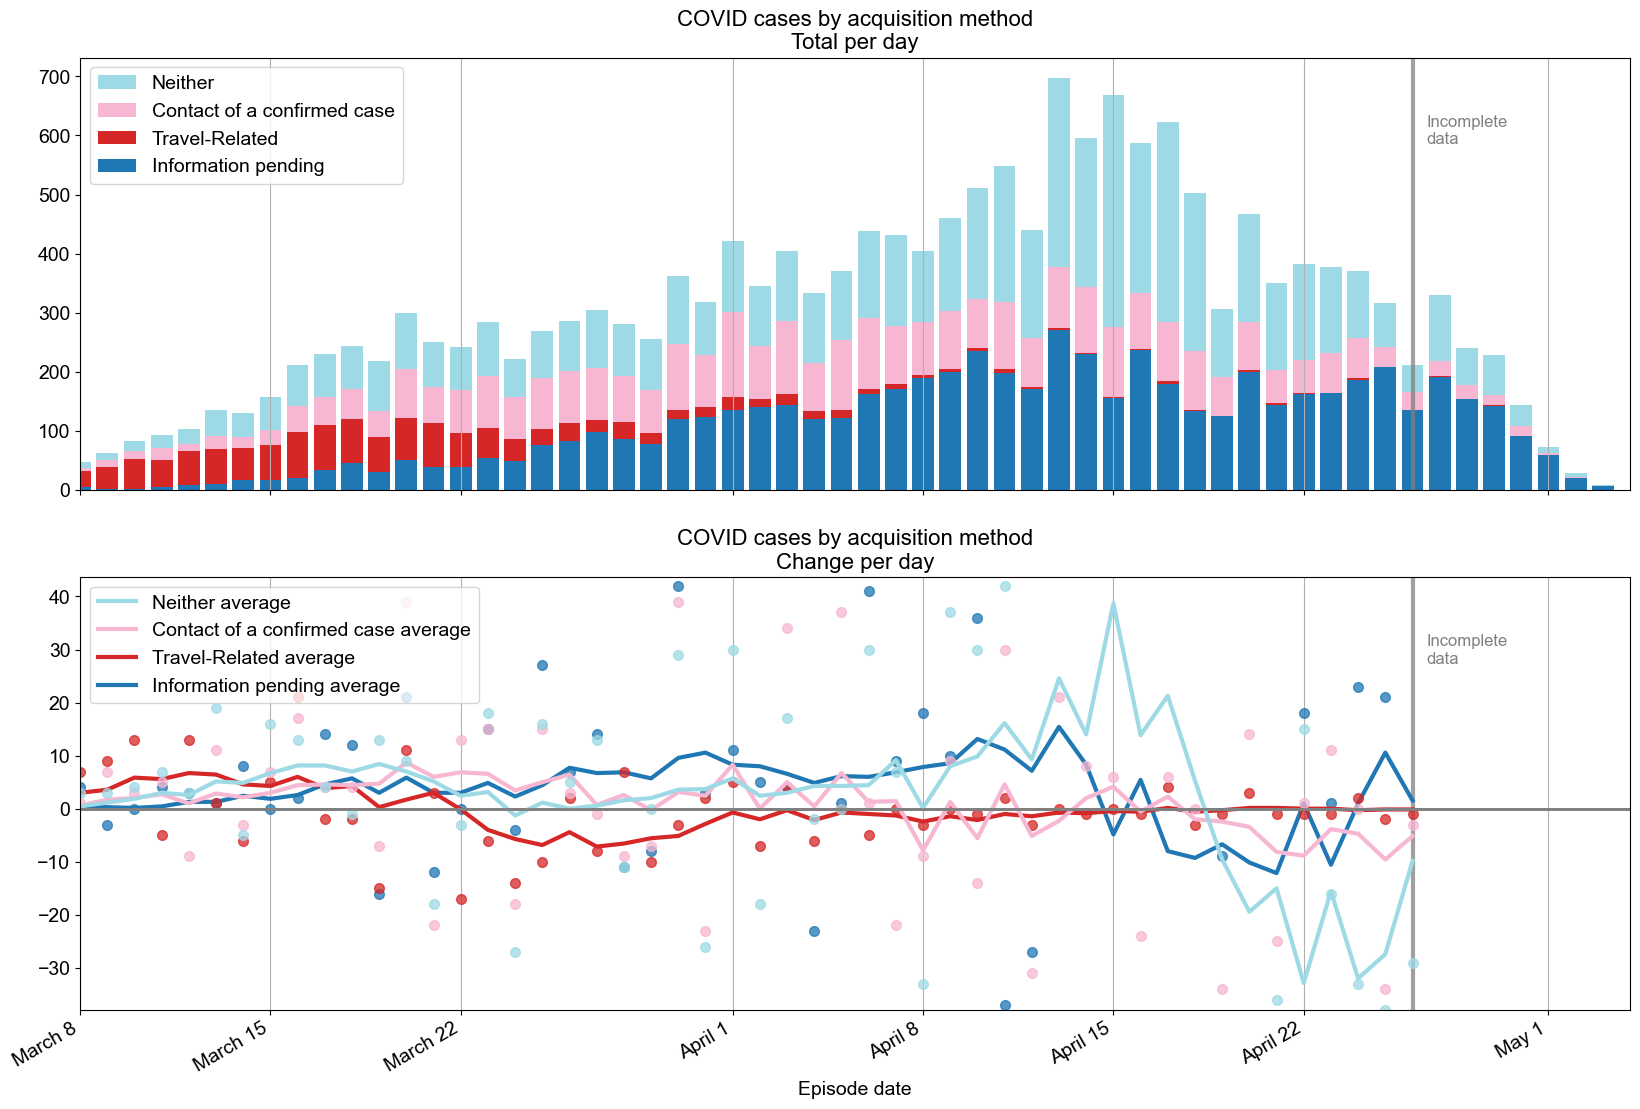 COVID cases by acquisition method
Total per day
700
600
500
400
300
200
100
0
Neither
Contact of a confirmed case
Travel-Related
Information pending
Incomplete
data
COVID cases by acquisition method
Change per day
40
30
20
10
0
−10
−20
−30
Neither average
Contact of a confirmed case average
Travel-Related average
Information pending average
Incomplete
data
March 8
March 15
March 22
April 1
April 8
April 15
April 22
May 1
Episode date